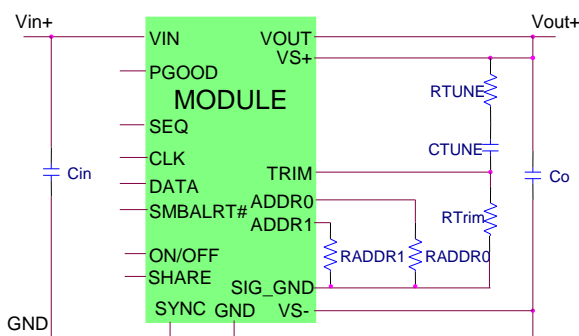 Vin+
Vout+
VIN
VOUT
VS+
PGOOD
RTUNE
MODULE
SEQ
CTUNE
CLK
TRIM
Cin
Co
DATA
ADDR0
SMBALRT#
RTrim
ADDR1
ON/OFF
RADDR1
RADDR0
SHARE
SIG_GND
SYNC
GND
VS-
GND